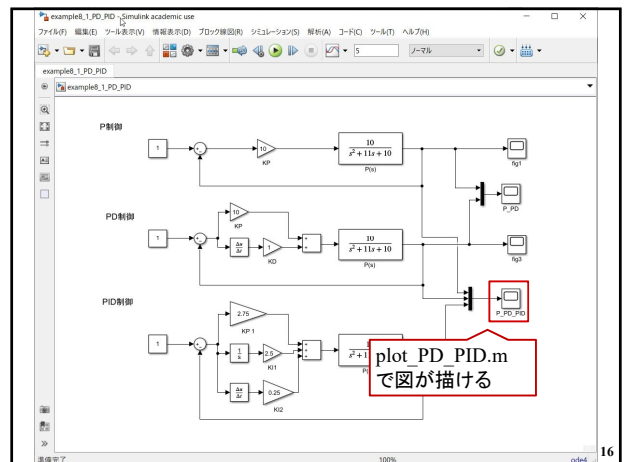 example8_1_PD_PID - Simulink academic use
ファイル(F) 編集(E) ツール表示(V) 情報表示(D) ブロック線図(R) シミュレーション(S) 解析(A) コード(C) ツール(T) ヘルプ(H)
5
ノーマル
example8_1_PD_PID
example8_1_PD_PID
P制御
1
10
KP
10
s²+11s+10
P(s)
fig1
P_PD
PD制御
1
10
KP
Δu
Δt
1
KD
10
s²+11s+10
P(s)
fig3
P_PD_PID
PID制御
1
2.75
KP 1
1
s
2.5
KI1
Δu
Δt
0.25
KI2
plot_PD_PID.m
で図が描ける
準備完了
100%
ode4
16